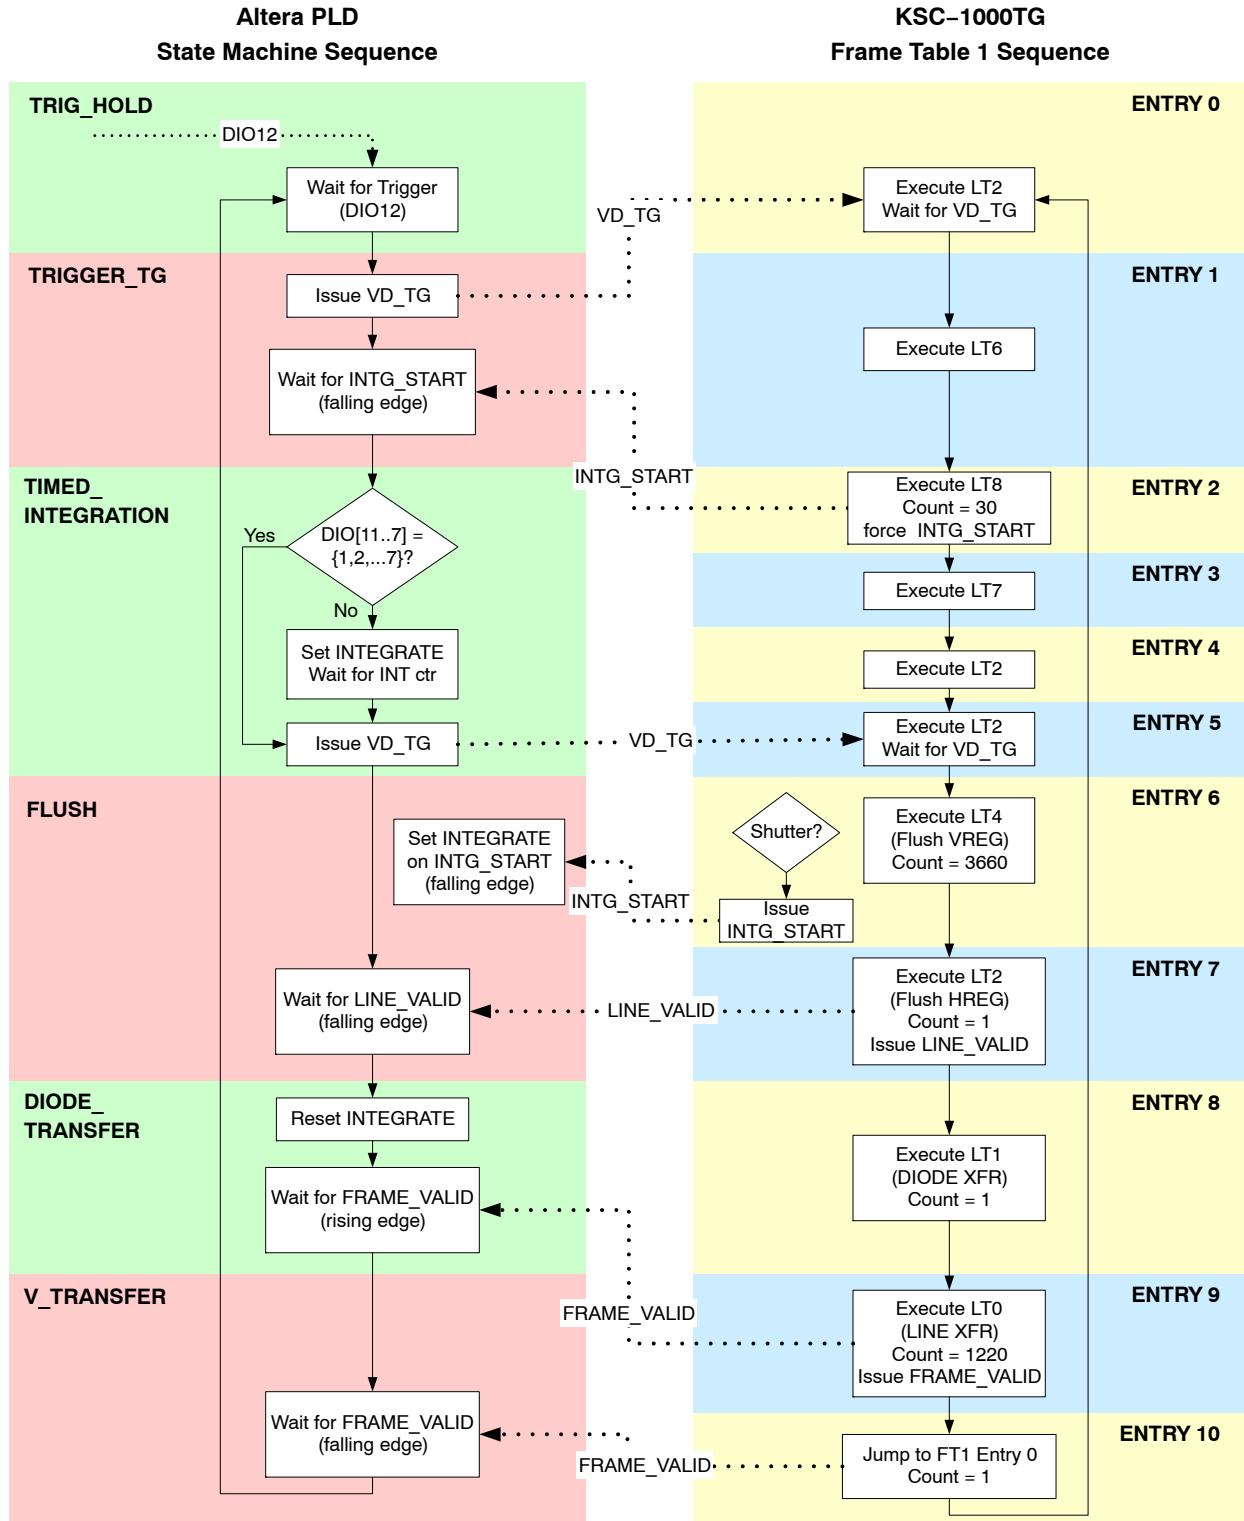 Altera PLD
State Machine Sequence
KSC−1000TG
Frame Table 1 Sequence
TRIG_HOLD
DIO12
Wait for Trigger
(DIO12)
TRIGGER_TG
Issue VD_TG
Wait for INTG_START
(falling edge)
TIMED_
INTEGRATION
DIO[11..7] =
{1,2,...7}?
Yes
No
Set INTEGRATE
Wait for INT ctr
Issue VD_TG
FLUSH
Set INTEGRATE
on INTG_START
(falling edge)
Wait for LINE_VALID
(falling edge)
DIODE_
TRANSFER
Reset INTEGRATE
Wait for FRAME_VALID
(rising edge)
V_TRANSFER
Wait for FRAME_VALID
(falling edge)
VD_TG
INTG_START
VD_TG
INTG_START
LINE_VALID
FRAME_VALID
FRAME_VALID
ENTRY 0
Execute LT2
Wait for VD_TG
ENTRY 1
Execute LT6
ENTRY 2
Execute LT8
Count = 30
force INTG_START
ENTRY 3
Execute LT7
ENTRY 4
Execute LT2
ENTRY 5
Execute LT2
Wait for VD_TG
ENTRY 6
Shutter?
Issue
INTG_START
Execute LT4
(Flush VREG)
Count = 3660
ENTRY 7
Execute LT2
(Flush HREG)
Count = 1
Issue LINE_VALID
ENTRY 8
Execute LT1
(DIODE XFR)
Count = 1
ENTRY 9
Execute LT0
(LINE XFR)
Count = 1220
Issue FRAME_VALID
ENTRY 10
Jump to FT1 Entry 0
Count = 1